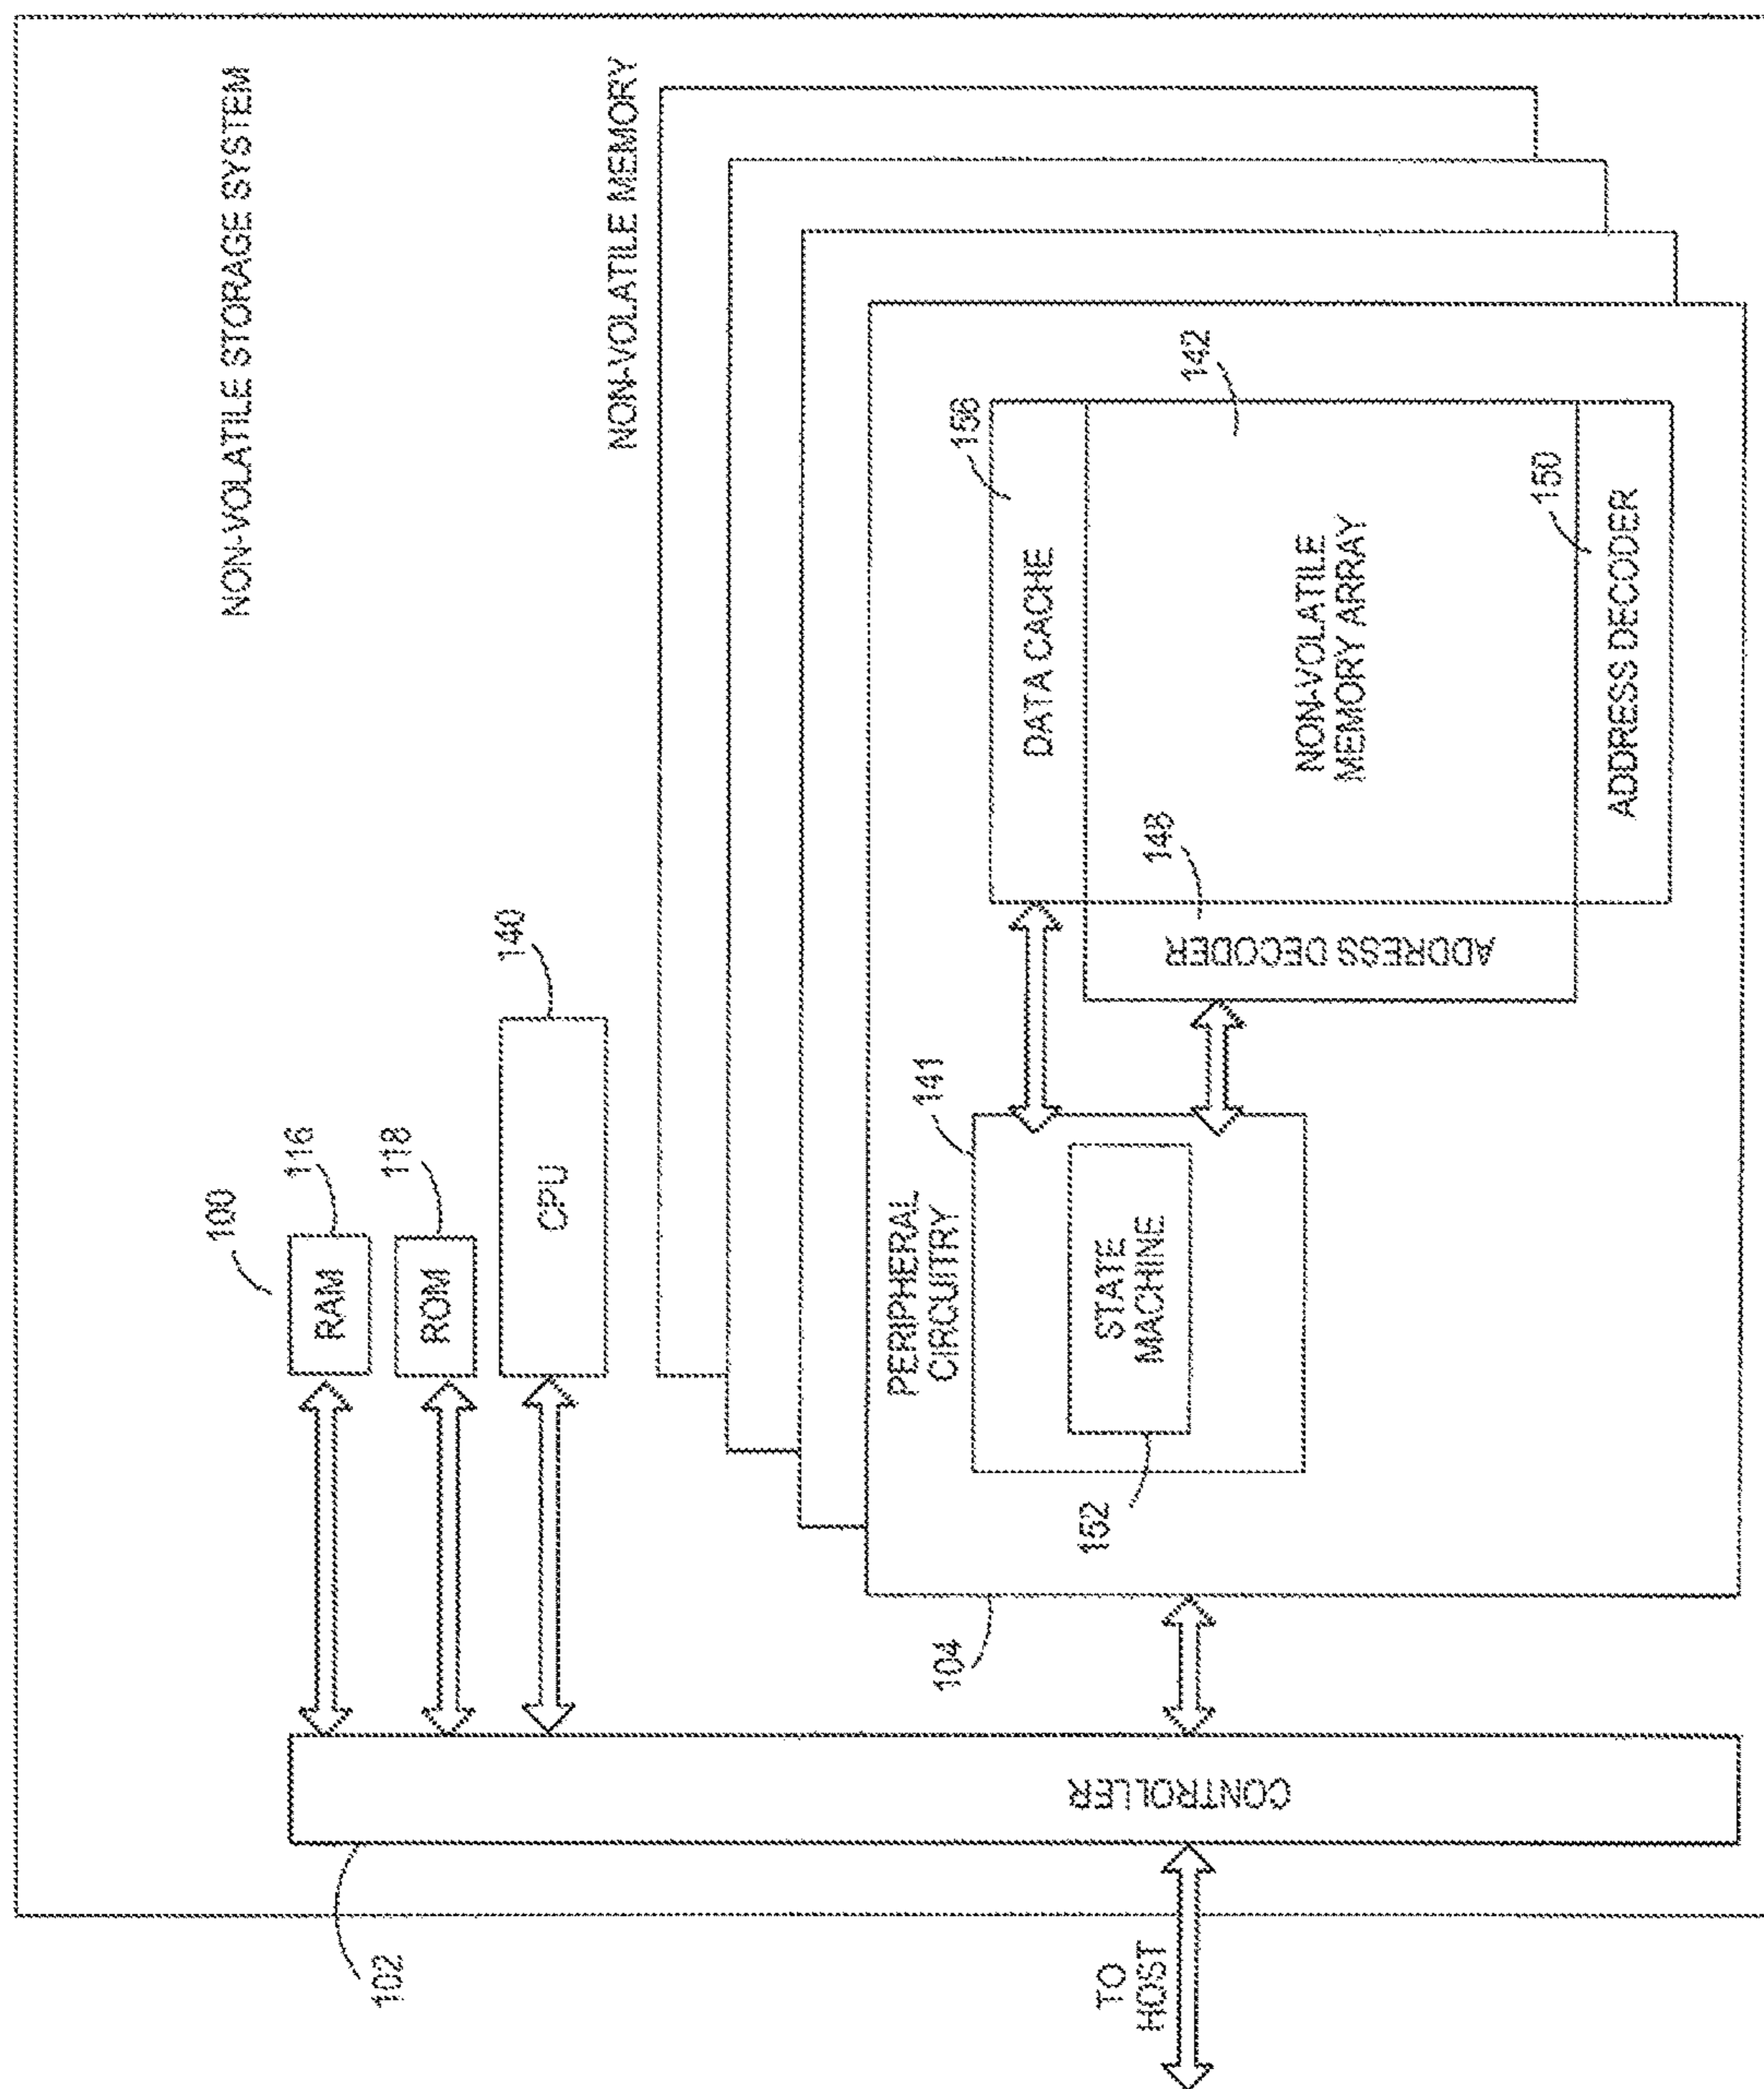 NON-VOLATILE STORAGE SYSTEM
100
RAM
116
ROM
118
CPU
140
NON-VOLATILE MEMORY
102
CONTROLLER
TO
HOST
104
PERIPHERAL
CIRCUITRY
141
STATE
MACHINE
152
DATA CACHE
156
ADDRESS DECODER
148
NON-VOLATILE
MEMORY ARRAY
142
ADDRESS DECODER
150